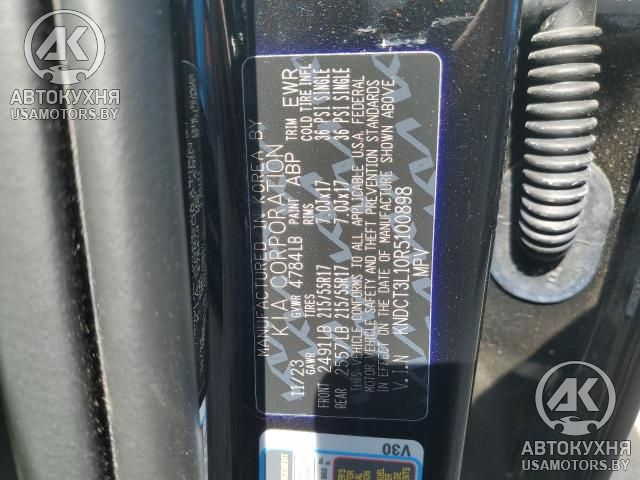 АВТОКУХНЯ
USAMOTORS.BY
MANUFACTURED IN KOREA BY
KIA CORPORATION
11/23 GVWR 4784LB PAINT ABP TRIM EWR
GAWR TIRES RIMS COLD TIRE INFL
FRONT 2491LB 215/55R17 7.0JX17 36 PSI SINGLE
REAR 2557LB 215/55R17 7.0JX17 36 PSI SINGLE
THIS VEHICLE CONFORMS TO ALL APPLICABLE U.S.A. FEDERAL
MOTOR VEHICLE SAFETY AND THEFT PREVENTION STANDARDS
IN EFFECT ON THE DATE OF MANUFACTURE SHOWN ABOVE.
V.I.N KNDCT3L10R5100898
MPV
V30
АВТОКУХНЯ
USAMOTORS.BY